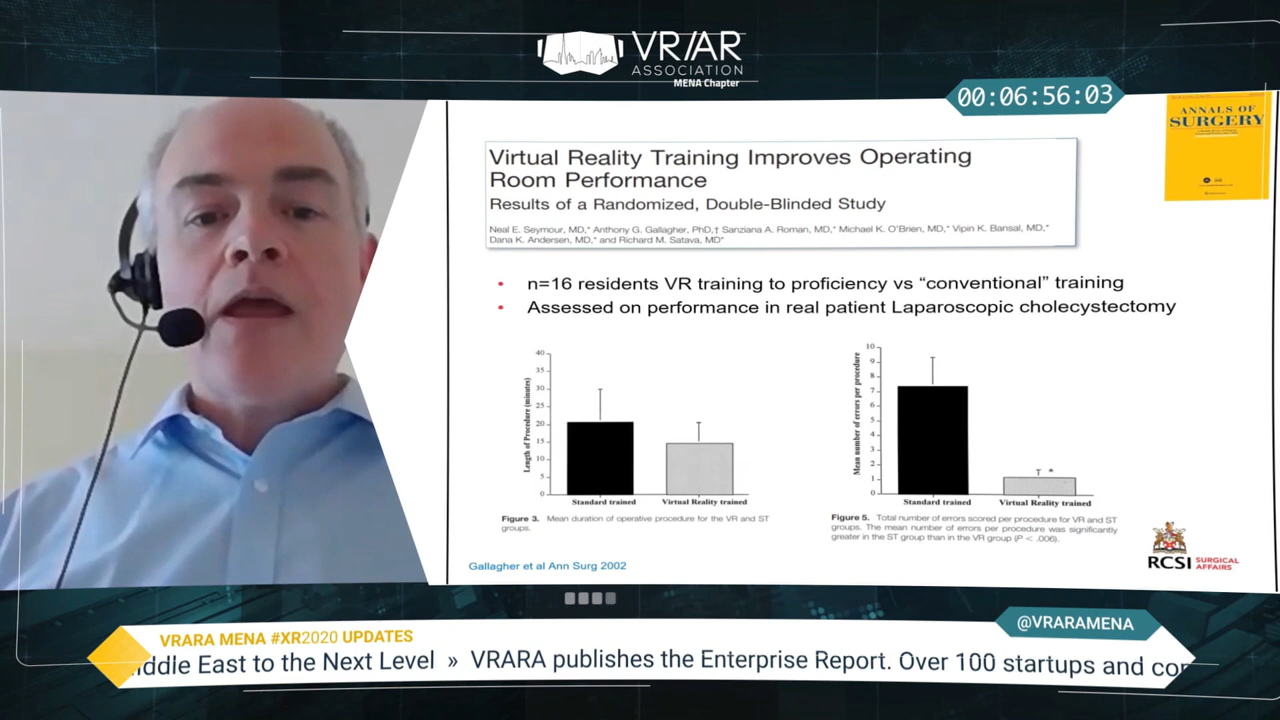 VR/AR
ASSOCIATION
MENA Chapter
00:06:56:03
ANNALS OF
SURGERY
Virtual Reality Training Improves Operating
Room Performance
Results of a Randomized, Double-Blinded Study
Neal E. Seymour, MD,* Anthony G. Gallagher, PhD,† Sanziana A. Roman, MD,* Michael K. O'Brien, MD,* Vipin K. Bansal, MD,*
Dana K. Andersen, MD,* and Richard M. Satava, MD*
• n=16 residents VR training to proficiency vs “conventional” training
• Assessed on performance in real patient Laparoscopic cholecystectomy
Length of Procedure (minutes)
40
35
30
25
20
15
10
5
0
Standard trained Virtual Reality trained
Figure 3. Mean duration of operative procedure for the VR and ST
groups.
Mean number of errors per procedure
10
9
8
7
6
5
4
3
2
1
0
*
Standard trained Virtual Reality trained
Figure 5. Total number of errors scored per procedure for VR and ST
groups. The mean number of errors per procedure was significantly
greater in the ST group than in the VR group (P < .006).
Gallagher et al Ann Surg 2002
RCSI SURGICAL
AFFAIRS
@VRARAMENA
VRARA MENA #XR2020 UPDATES
iddle East to the Next Level » VRARA publishes the Enterprise Report. Over 100 startups and cor